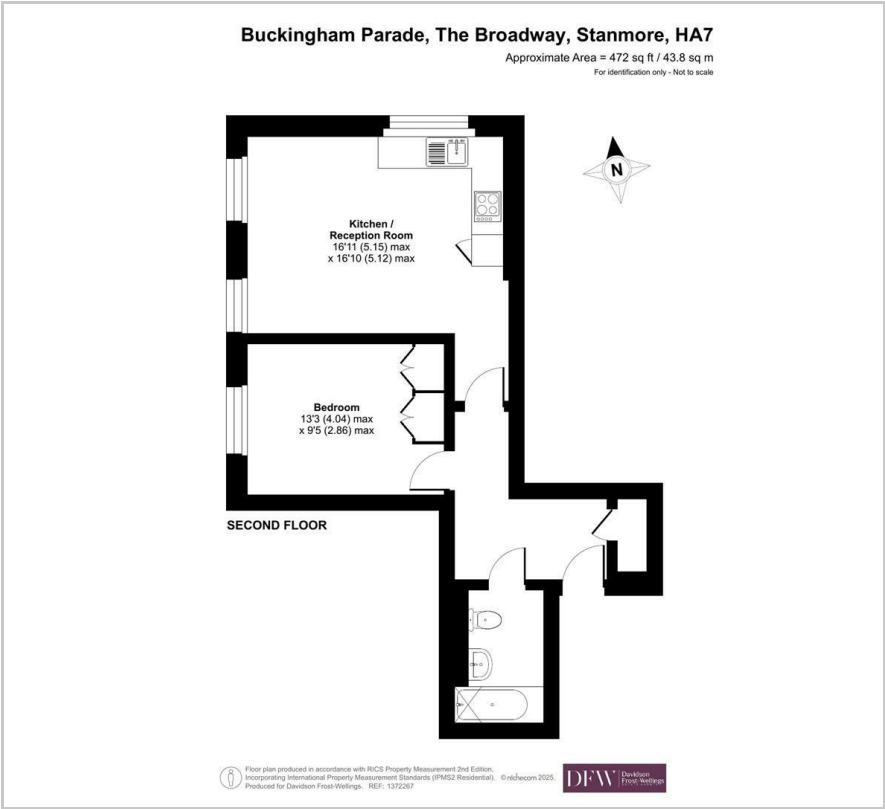 Buckingham Parade, The Broadway, Stanmore, HA7
Approximate Area = 472 sq ft / 43.8 sq m
For identification only - Not to scale
N
Kitchen /
Reception Room
16'11 (5.15) max
x 16'10 (5.12) max
Bedroom
13'3 (4.04) max
x 9'5 (2.86) max
SECOND FLOOR
Floor plan produced in accordance with RICS Property Measurement 2nd Edition,
Incorporating International Property Measurement Standards (IPMS2 Residential). © nichecom 2025.
Produced for Davidson Frost-Wellings. REF: 1372267
DFW
Davidson
Frost-Wellings